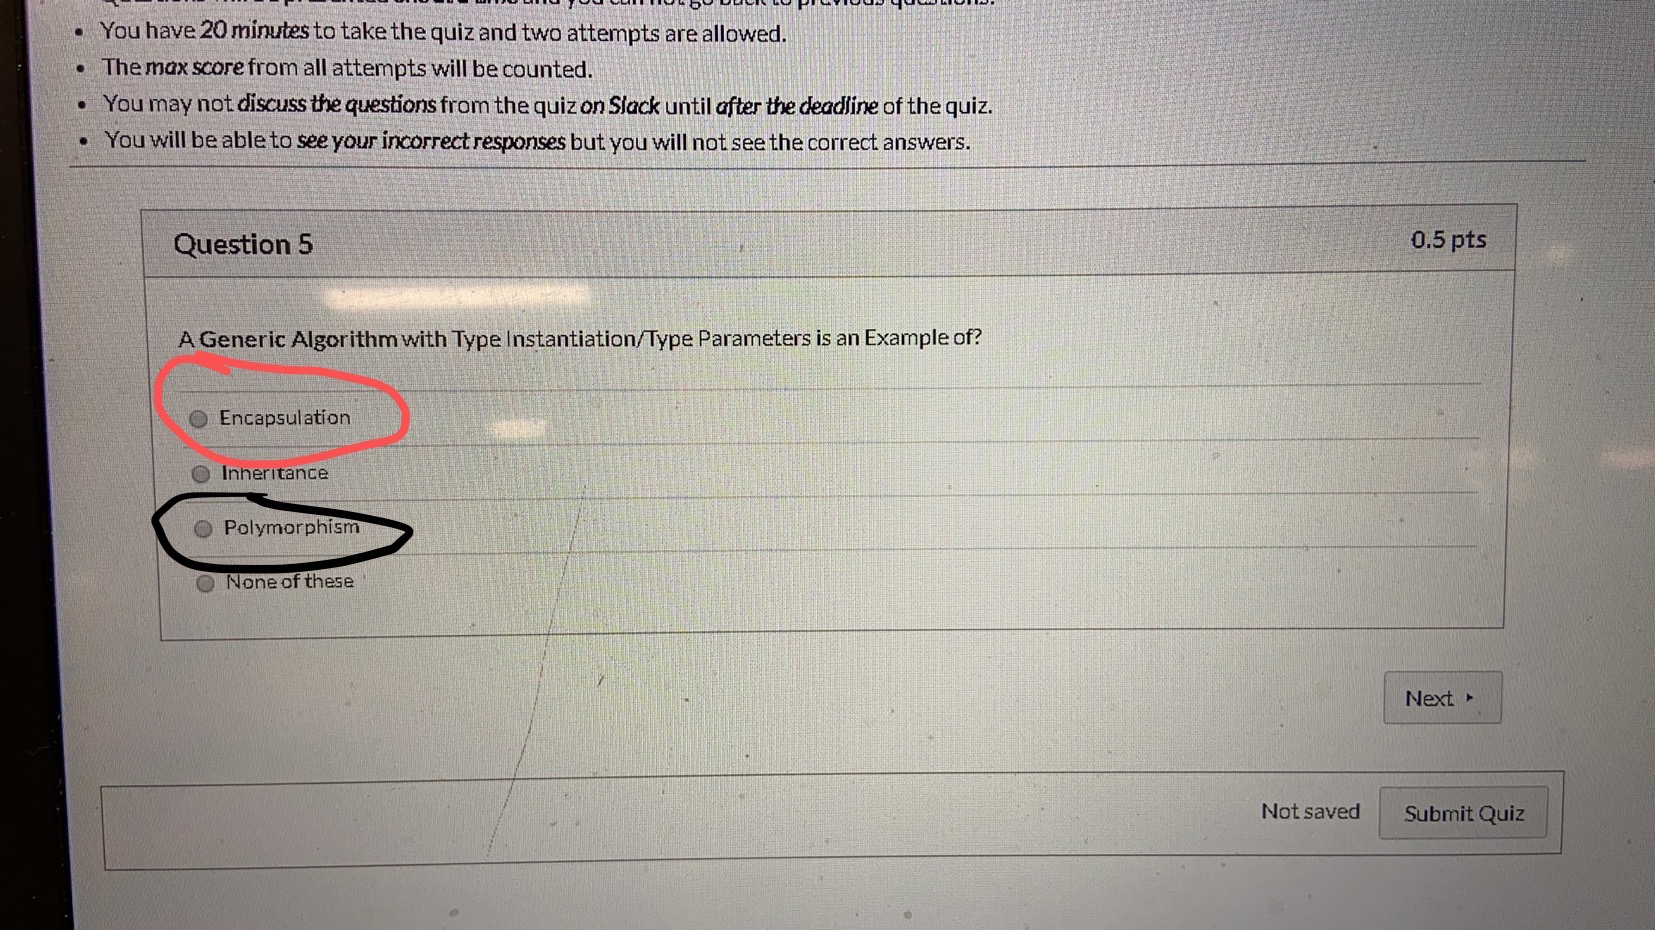 • You have 20 minutes to take the quiz and two attempts are allowed.
• The max score from all attempts will be counted.
• You may not discuss the questions from the quiz on Slack until after the deadline of the quiz.
• You will be able to see your incorrect responses but you will not see the correct answers.
Question 5
0.5 pts
A Generic Algorithm with Type Instantiation/Type Parameters is an Example of?
Encapsulation
Inheritance
Polymorphism
None of these
Next
Not saved
Submit Quiz